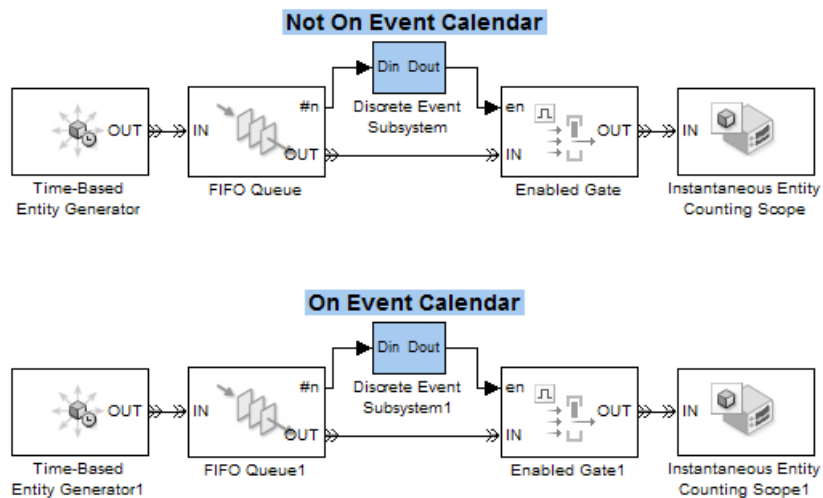 Not On Event Calendar
Din Dout
#n
Discrete Event
Subsystem
en
OUT
IN
OUT
IN
OUT
IN
Time-Based
Entity Generator
FIFO Queue
Enabled Gate
Instantaneous Entity
Counting Scope
On Event Calendar
Din Dout
#n
Discrete Event
Subsystem1
en
OUT
IN
OUT
IN
OUT
IN
Time-Based
Entity Generator1
FIFO Queue1
Enabled Gate1
Instantaneous Entity
Counting Scope1